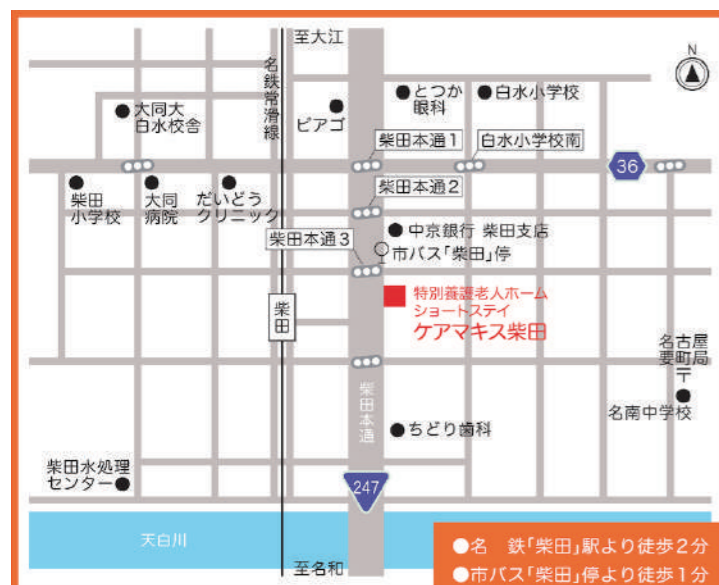 至大江
N
名鉄常滑線
大同大
白水校舎
ピアゴ
とつか
眼科
白水小学校
柴田本通1
白水小学校南
36
柴田
小学校
大同
病院
だいどう
クリニック
柴田本通2
中京銀行 柴田支店
市バス「柴田」停
柴田本通3
柴田
特別養護老人ホーム
ショートステイ
ケアマキス柴田
名古屋
要町局
〒
名南中学校
柴田本通
ちどり歯科
柴田水処理
センター
247
天白川
至名和
●名 鉄「柴田」駅より徒歩2分
●市バス「柴田」停より徒歩1分